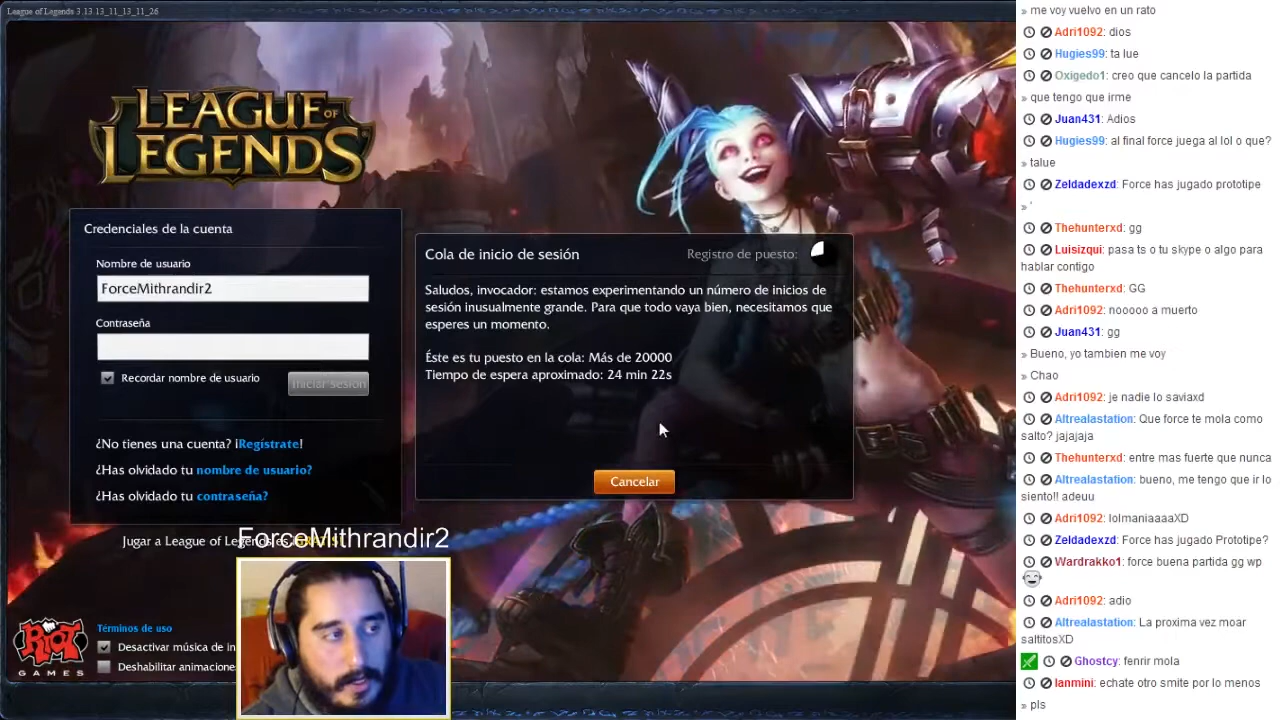 League of Legends 3.13.13_11_13_11_26
LEAGUE OF
LEGENDS
Credenciales de la cuenta
Nombre de usuario
ForceMithrandir2
Contraseña
Recordar nombre de usuario
Iniciar sesión
¿No tienes una cuenta? ¡Regístrate!
¿Has olvidado tu nombre de usuario?
¿Has olvidado tu contraseña?
Jugar a League of Legends
Cola de inicio de sesión
Registro de puesto:
Saludos, invocador: estamos experimentando un número de inicios de
sesión inusualmente grande. Para que todo vaya bien, necesitamos que
esperes un momento.
Éste es tu puesto en la cola: Más de 20000
Tiempo de espera aproximado: 24 min 22s
Cancelar
ForceMithrandir2
RIOT
GAMES
Términos de uso
Desactivar música de in
Deshabilitar animaciones
» me voy vuelvo en un rato
Adri1092: dios
Hugies99: ta lue
Oxigedo1: creo que cancelo la partida
» que tengo que irme
Juan431: Adios
Hugies99: al final force juega al lol o que?
» talue
Zeldadexzd: Force has jugado prototipe
» '
Thehunterxd: gg
Luisizqui: pasa ts o tu skype o algo para
hablar contigo
Thehunterxd: GG
Adri1092: nooooo a muerto
Juan431: gg
» Bueno, yo tambien me voy
» Chao
Adri1092: je nadie lo saviaxd
Altrealastation: Que force te mola como
salto? jajajaja
Thehunterxd: entre mas fuerte que nunca
Altrealastation: bueno, me tengo que ir lo
siento!! adeuu
Adri1092: lolmaniaaaaXD
Zeldadexzd: Force has jugado Prototipe?
Wardrakko1: force buena partida gg wp
Adri1092: adio
Altrealastation: La proxima vez moar
saltitosXD
Ghostcy: fenrir mola
Ianmini: echate otro smite por lo menos
» pls